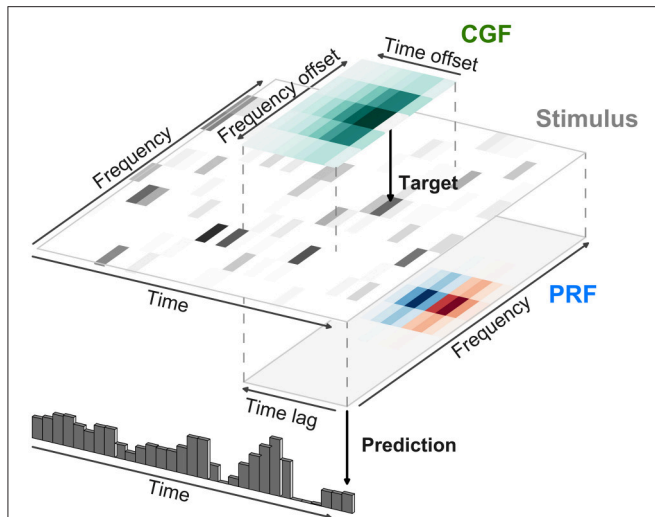 CGF
Time offset
Frequency offset
Stimulus
Frequency
Target
Time
PRF
Frequency
Time lag
Prediction
Time